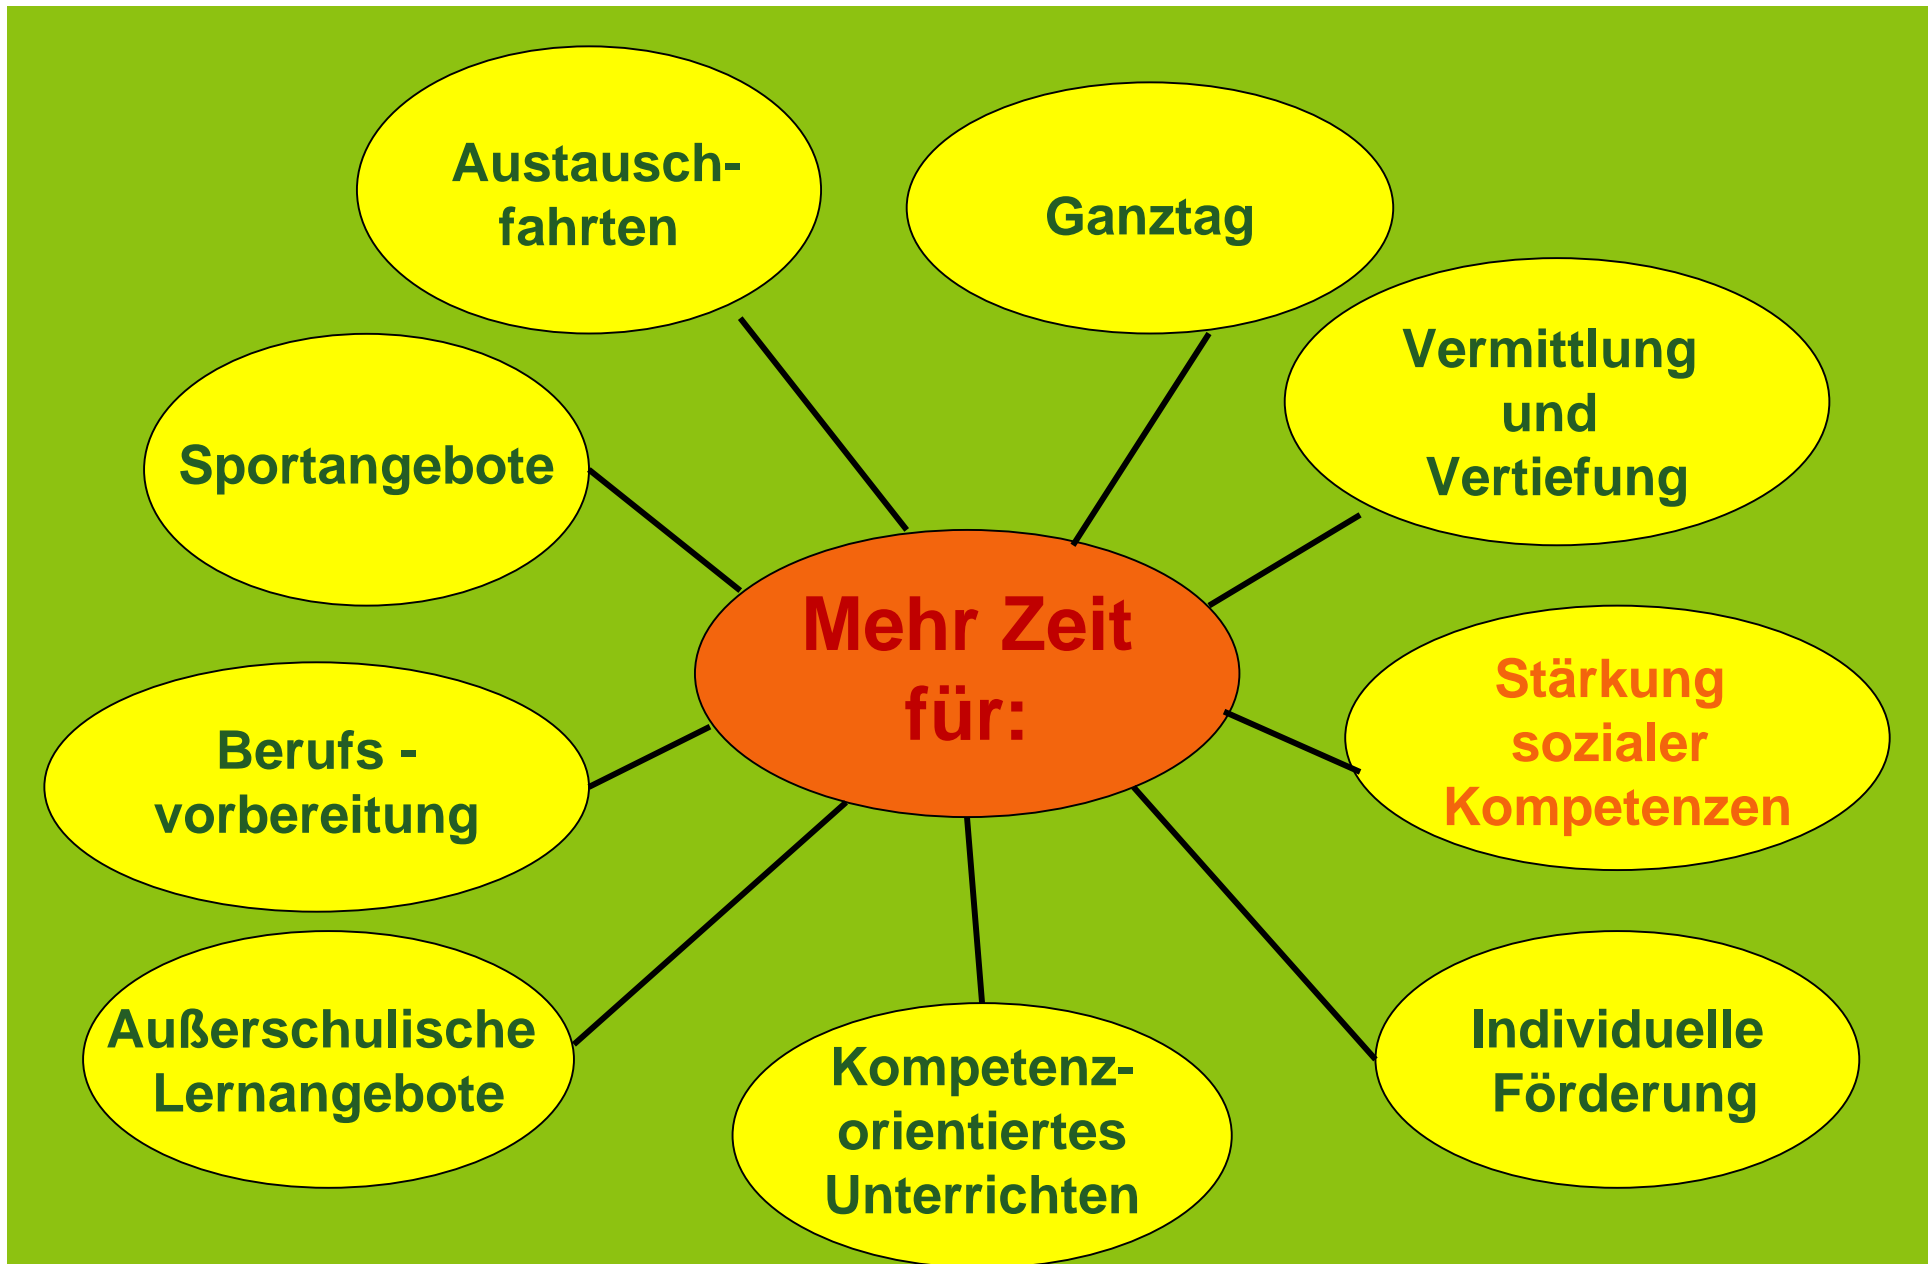 Austausch-
fahrten
Ganztag
Vermittlung
und
Vertiefung
Sportangebote
Mehr Zeit
für:
Stärkung
sozialer
Kompetenzen
Berufs -
vorbereitung
Außerschulische
Lernangebote
Kompetenz-
orientiertes
Unterrichten
Individuelle
Förderung